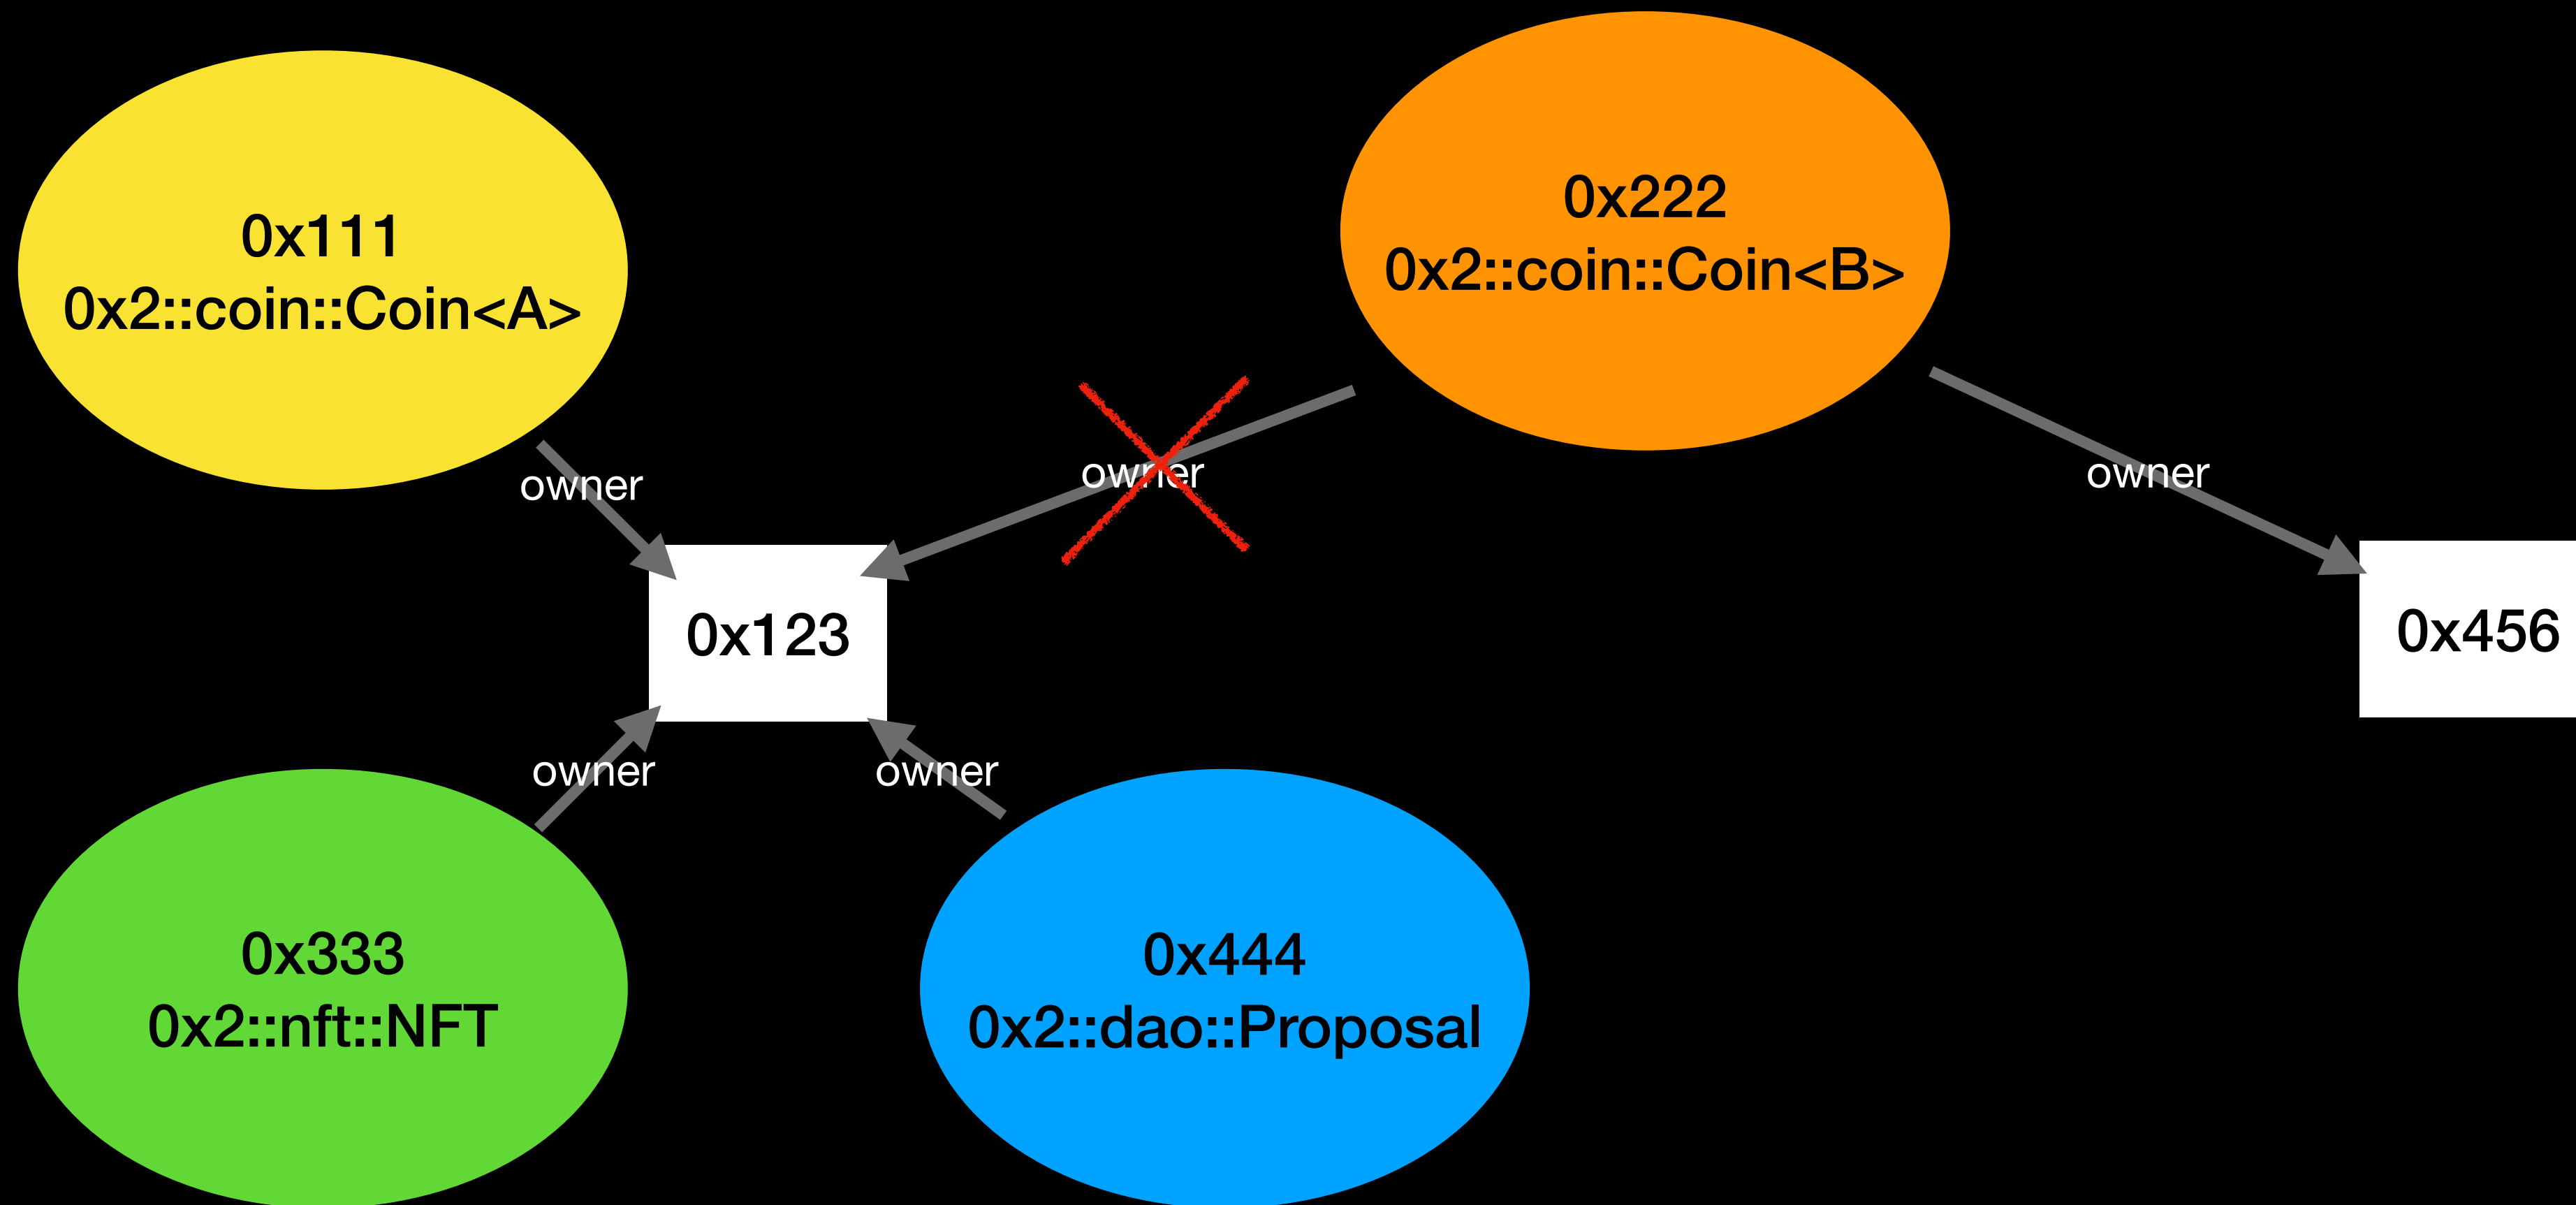 0x111
0x2::coin::Coin<A>
0x222
0x2::coin::Coin<B>
owner
owner
owner
0x123
0x456
owner
owner
0x333
0x2::nft::NFT
0x444
0x2::dao::Proposal